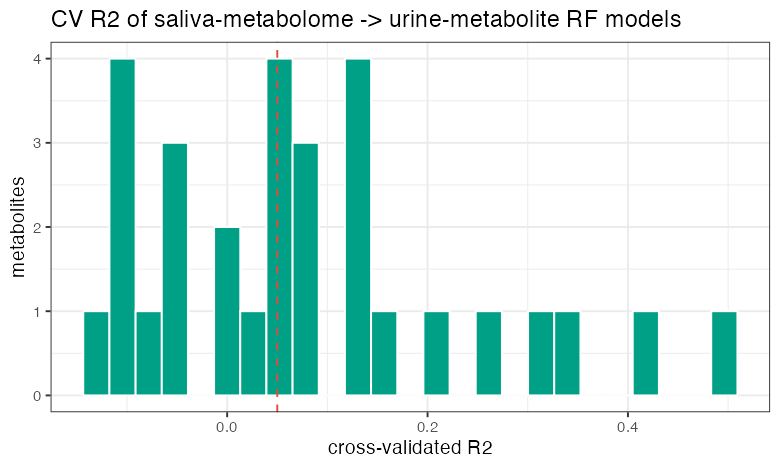 CV R2 of saliva-metabolome -> urine-metabolite RF models
metabolites
4
3
2
1
0
0.0 0.2 0.4
cross-validated R2